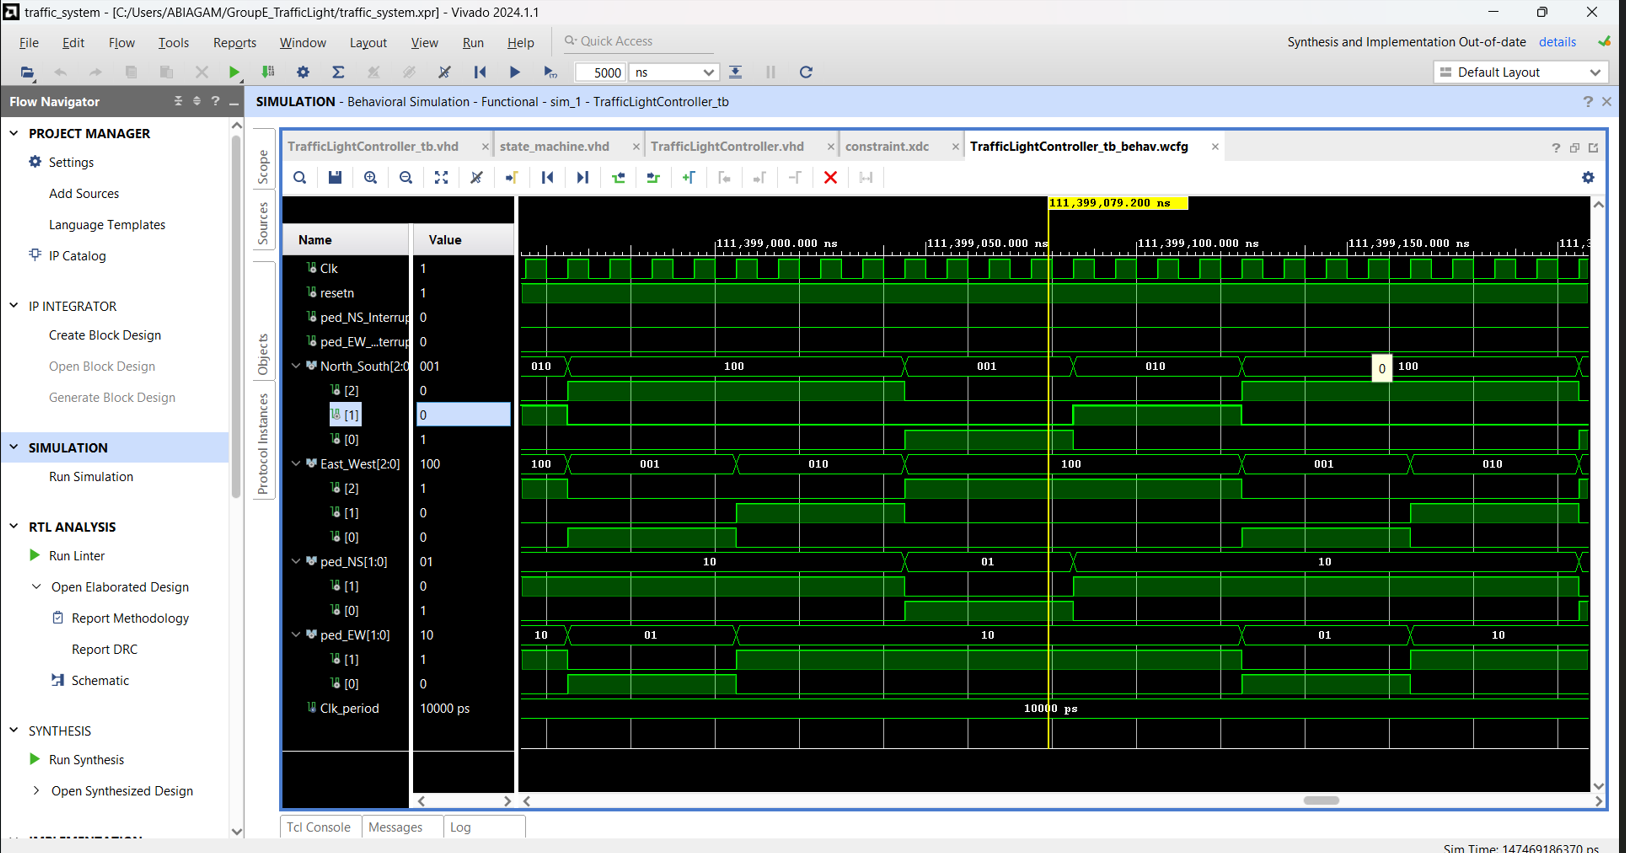 traffic_system - [C:/Users/ABIAGAM/GroupE_TrafficLight/traffic_system.xpr] - Vivado 2024.1.1
File Edit Flow Tools Reports Window Layout View Run Help Quick Access
Synthesis and Implementation Out-of-date details
5000 ns
Default Layout
Flow Navigator
SIMULATION - Behavioral Simulation - Functional - sim_1 - TrafficLightController_tb
PROJECT MANAGER
Settings
Add Sources
Language Templates
IP Catalog
IP INTEGRATOR
Create Block Design
Open Block Design
Generate Block Design
SIMULATION
Run Simulation
RTL ANALYSIS
Run Linter
Open Elaborated Design
Report Methodology
Report DRC
Schematic
SYNTHESIS
Run Synthesis
Open Synthesized Design
Scope
Sources
Objects
Protocol Instances
TrafficLightController_tb.vhd state_machine.vhd TrafficLightController.vhd constraint.xdc TrafficLightController_tb_behav.wcfg
111,399,079.200 ns
Name Value
111,399,000.000 ns 111,399,050.000 ns 111,399,100.000 ns 111,399,150.000 ns 111,3
Clk 1
resetn 1
ped_NS_Interrup 0
ped_EW_...terrup 0
North_South[2:0 001 010 100 001 010 0 100
[2] 0
[1] 0
[0] 1
East_West[2:0] 100 100 001 010 100 001 010
[2] 1
[1] 0
[0] 0
ped_NS[1:0] 01 10 01 10
[1] 0
[0] 1
ped_EW[1:0] 10 10 01 10 01 10
[1] 1
[0] 0
Clk_period 10000 ps 10000 ps
Tcl Console Messages Log
Sim Time: 147469186370 ps